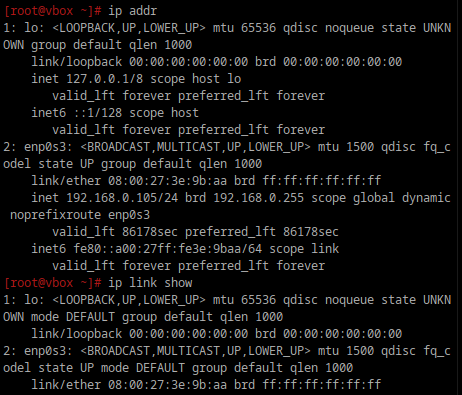 [root@vbox ~]# ip addr
1: lo: <LOOPBACK,UP,LOWER_UP> mtu 65536 qdisc noqueue state UNKN
OWN group default qlen 1000
    link/loopback 00:00:00:00:00:00 brd 00:00:00:00:00:00
    inet 127.0.0.1/8 scope host lo
       valid_lft forever preferred_lft forever
    inet6 ::1/128 scope host
       valid_lft forever preferred_lft forever
2: enp0s3: <BROADCAST,MULTICAST,UP,LOWER_UP> mtu 1500 qdisc fq_c
odel state UP group default qlen 1000
    link/ether 08:00:27:3e:9b:aa brd ff:ff:ff:ff:ff:ff
    inet 192.168.0.105/24 brd 192.168.0.255 scope global dynamic
 noprefixroute enp0s3
       valid_lft 86178sec preferred_lft 86178sec
    inet6 fe80::a00:27ff:fe3e:9baa/64 scope link
       valid_lft forever preferred_lft forever
[root@vbox ~]# ip link show
1: lo: <LOOPBACK,UP,LOWER_UP> mtu 65536 qdisc noqueue state UNKN
OWN mode DEFAULT group default qlen 1000
    link/loopback 00:00:00:00:00:00 brd 00:00:00:00:00:00
2: enp0s3: <BROADCAST,MULTICAST,UP,LOWER_UP> mtu 1500 qdisc fq_c
odel state UP mode DEFAULT group default qlen 1000
    link/ether 08:00:27:3e:9b:aa brd ff:ff:ff:ff:ff:ff